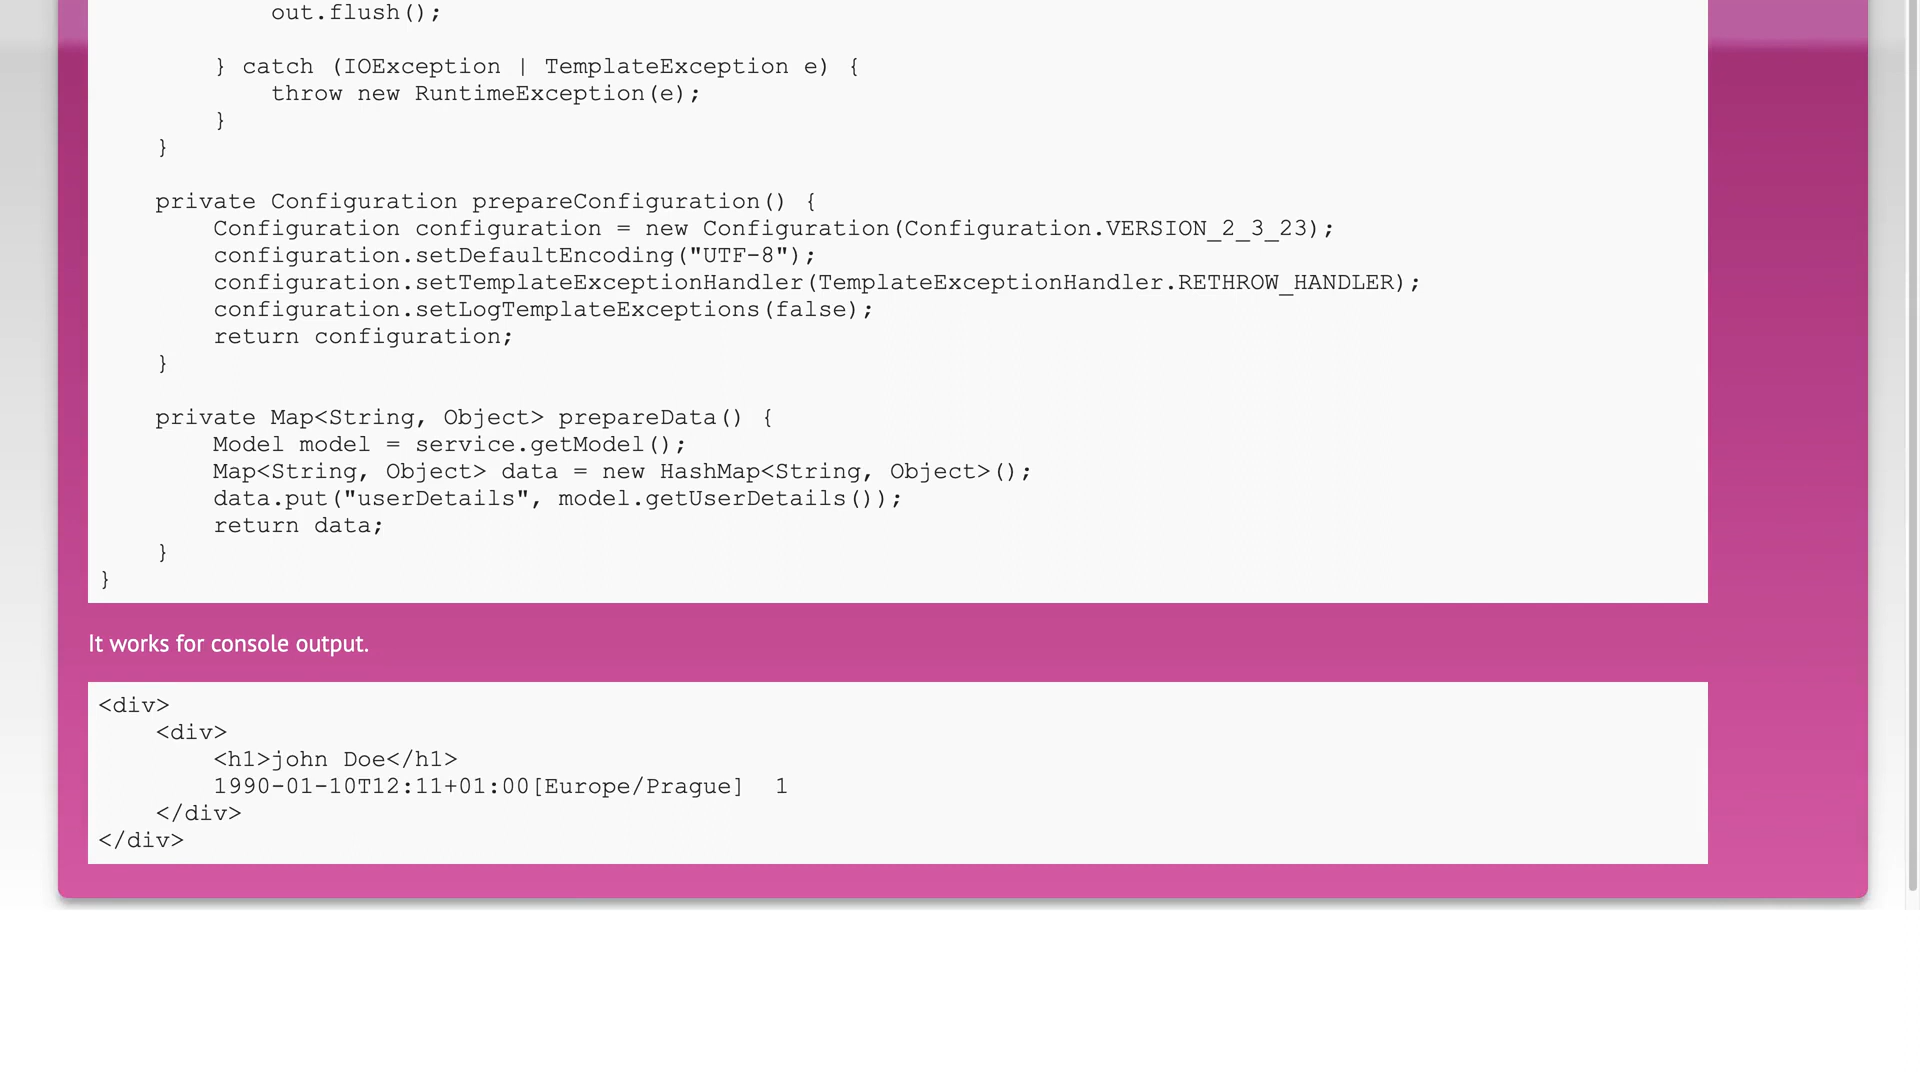 out.flush();
} catch (IOException | TemplateException e) {
throw new RuntimeException(e);
}
}
private Configuration prepareConfiguration() {
Configuration configuration = new Configuration(Configuration.VERSION_2_3_23);
configuration.setDefaultEncoding("UTF-8");
configuration.setTemplateExceptionHandler(TemplateExceptionHandler.RETHROW_HANDLER);
configuration.setLogTemplateExceptions(false);
return configuration;
}
private Map<String, Object> prepareData() {
Model model = service.getModel();
Map<String, Object> data = new HashMap<String, Object>();
data.put("userDetails", model.getUserDetails());
return data;
}
}
It works for console output.
<div>
<div>
<h1>john Doe</h1>
1990-01-10T12:11+01:00[Europe/Prague]  1
</div>
</div>